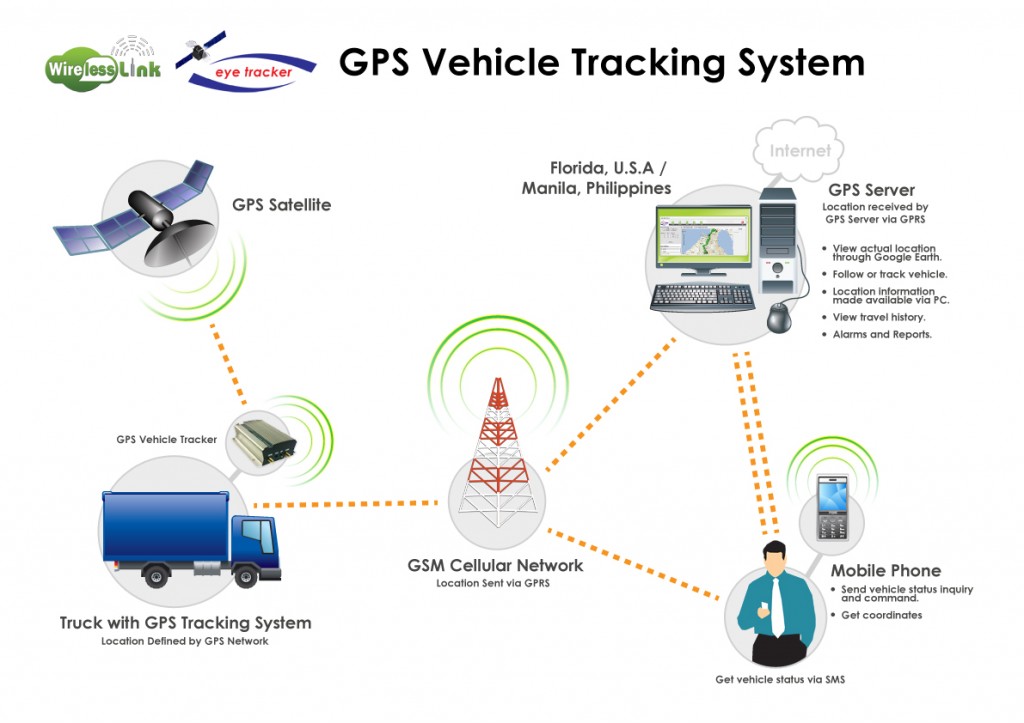 WirelessLink
eye tracker
GPS Vehicle Tracking System
Internet
Florida, U.S.A /
Manila, Philippines
GPS Server
Location received by
GPS Server via GPRS
• View actual location
through Google Earth.
• Follow or track vehicle.
• Location information
made available via PC.
• View travel history.
• Alarms and Reports.
GPS Satellite
GPS Vehicle Tracker
Truck with GPS Tracking System
Location Defined by GPS Network
GSM Cellular Network
Location Sent via GPRS
Mobile Phone
• Send vehicle status inquiry
and command.
• Get coordinates
Get vehicle status via SMS